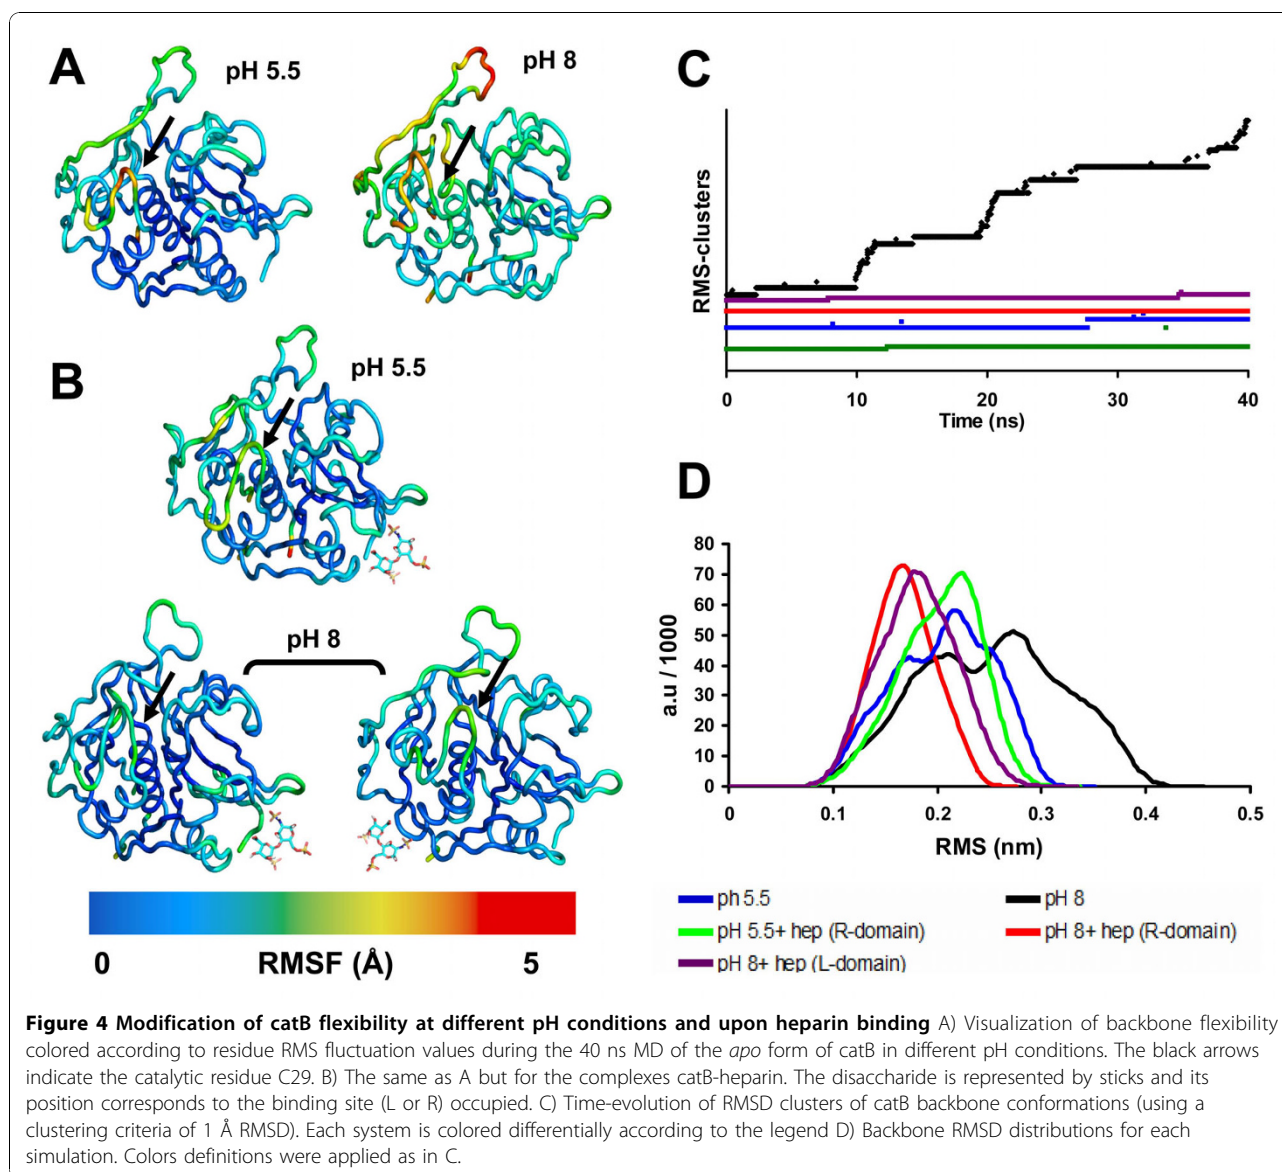 A
pH 5.5
pH 8
B
pH 5.5
pH 8
0 RMSF (Å) 5
C
RMS-clusters
0 10 20 30 40
Time (ns)
D
a.u / 1000
80
70
60
50
40
30
20
10
0
0 0.1 0.2 0.3 0.4 0.5
RMS (nm)
ph 5.5
pH 8
pH 5.5+ hep (R-domain)
pH 8+ hep (R-domain)
pH 8+ hep (L-domain)
Figure 4 Modification of catB flexibility at different pH conditions and upon heparin binding A) Visualization of backbone flexibility
colored according to residue RMS fluctuation values during the 40 ns MD of the apo form of catB in different pH conditions. The black arrows
indicate the catalytic residue C29. B) The same as A but for the complexes catB-heparin. The disaccharide is represented by sticks and its
position corresponds to the binding site (L or R) occupied. C) Time-evolution of RMSD clusters of catB backbone conformations (using a
clustering criteria of 1 Å RMSD). Each system is colored differentially according to the legend D) Backbone RMSD distributions for each
simulation. Colors definitions were applied as in C.